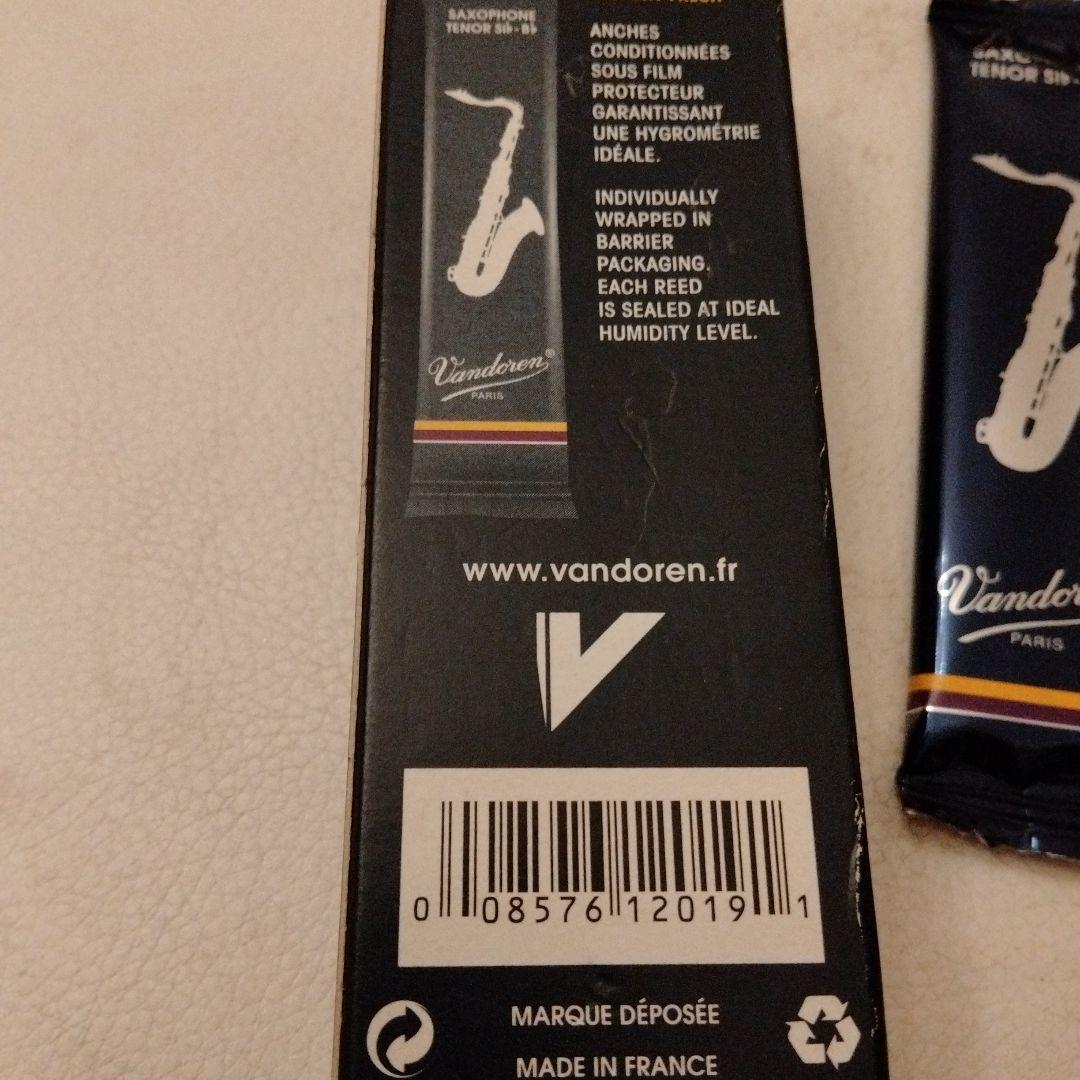 SAXOPHONE
TENOR Sib - Bb
ANCHES
CONDITIONNÉES
SOUS FILM
PROTECTEUR
GARANTISSANT
UNE HYGROMÉTRIE
IDÉALE.
INDIVIDUALLY
WRAPPED IN
BARRIER
PACKAGING.
EACH REED
IS SEALED AT IDEAL
HUMIDITY LEVEL.
Vandoren®
PARIS
www.vandoren.fr
V
0 08576 12019 1
MARQUE DÉPOSÉE
MADE IN FRANCE
TENOR Sib -
PARIS